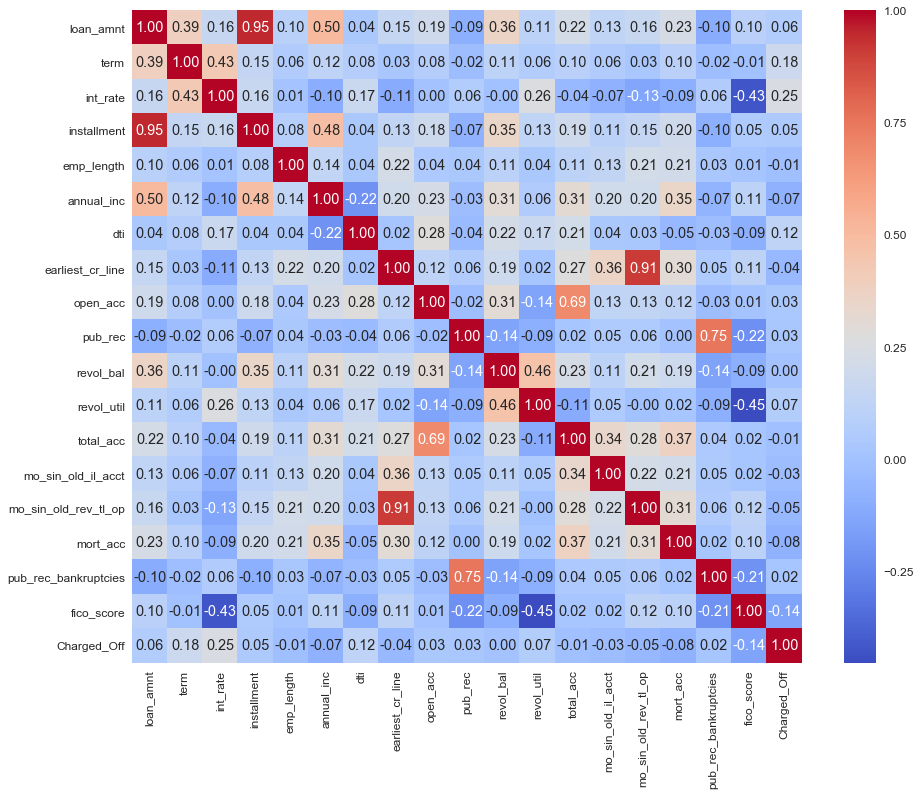 loan_amnt 1.00 0.39 0.16 0.95 0.10 0.50 0.04 0.15 0.19 -0.09 0.36 0.11 0.22 0.13 0.16 0.23 -0.10 0.10 0.06
term 0.39 1.00 0.43 0.15 0.06 0.12 0.08 0.03 0.08 -0.02 0.11 0.06 0.10 0.06 0.03 0.10 -0.02 -0.01 0.18
int_rate 0.16 0.43 1.00 0.16 0.01 -0.10 0.17 -0.11 0.00 0.06 -0.00 0.26 -0.04 -0.07 -0.13 -0.09 0.06 -0.43 0.25
installment 0.95 0.15 0.16 1.00 0.08 0.48 0.04 0.13 0.18 -0.07 0.35 0.13 0.19 0.11 0.15 0.20 -0.10 0.05 0.05
emp_length 0.10 0.06 0.01 0.08 1.00 0.14 0.04 0.22 0.04 0.04 0.11 0.04 0.11 0.13 0.21 0.21 0.03 0.01 -0.01
annual_inc 0.50 0.12 -0.10 0.48 0.14 1.00 -0.22 0.20 0.23 -0.03 0.31 0.06 0.31 0.20 0.20 0.35 -0.07 0.11 -0.07
dti 0.04 0.08 0.17 0.04 0.04 -0.22 1.00 0.02 0.28 -0.04 0.22 0.17 0.21 0.04 0.03 -0.05 -0.03 -0.09 0.12
earliest_cr_line 0.15 0.03 -0.11 0.13 0.22 0.20 0.02 1.00 0.12 0.06 0.19 0.02 0.27 0.36 0.91 0.30 0.05 0.11 -0.04
open_acc 0.19 0.08 0.00 0.18 0.04 0.23 0.28 0.12 1.00 -0.02 0.31 -0.14 0.69 0.13 0.13 0.12 -0.03 0.01 0.03
pub_rec -0.09 -0.02 0.06 -0.07 0.04 -0.03 -0.04 0.06 -0.02 1.00 -0.14 -0.09 0.02 0.05 0.06 0.00 0.75 -0.22 0.03
revol_bal 0.36 0.11 -0.00 0.35 0.11 0.31 0.22 0.19 0.31 -0.14 1.00 0.46 0.23 0.11 0.21 0.19 -0.14 -0.09 0.00
revol_util 0.11 0.06 0.26 0.13 0.04 0.06 0.17 0.02 -0.14 -0.09 0.46 1.00 -0.11 0.05 -0.00 0.02 -0.09 -0.45 0.07
total_acc 0.22 0.10 -0.04 0.19 0.11 0.31 0.21 0.27 0.69 0.02 0.23 -0.11 1.00 0.34 0.28 0.37 0.04 0.02 -0.01
mo_sin_old_il_acct 0.13 0.06 -0.07 0.11 0.13 0.20 0.04 0.36 0.13 0.05 0.11 0.05 0.34 1.00 0.22 0.21 0.05 0.02 -0.03
mo_sin_old_rev_tl_op 0.16 0.03 -0.13 0.15 0.21 0.20 0.03 0.91 0.13 0.06 0.21 -0.00 0.28 0.22 1.00 0.31 0.06 0.12 -0.05
mort_acc 0.23 0.10 -0.09 0.20 0.21 0.35 -0.05 0.30 0.12 0.00 0.19 0.02 0.37 0.21 0.31 1.00 0.02 0.10 -0.08
pub_rec_bankruptcies -0.10 -0.02 0.06 -0.10 0.03 -0.07 -0.03 0.05 -0.03 0.75 -0.14 -0.09 0.04 0.05 0.06 0.02 1.00 -0.21 0.02
fico_score 0.10 -0.01 -0.43 0.05 0.01 0.11 -0.09 0.11 0.01 -0.22 -0.09 -0.45 0.02 0.02 0.12 0.10 -0.21 1.00 -0.14
Charged_Off 0.06 0.18 0.25 0.05 -0.01 -0.07 0.12 -0.04 0.03 0.03 0.00 0.07 -0.01 -0.03 -0.05 -0.08 0.02 -0.14 1.00
loan_amnt
term
int_rate
installment
emp_length
annual_inc
dti
earliest_cr_line
open_acc
pub_rec
revol_bal
revol_util
total_acc
mo_sin_old_il_acct
mo_sin_old_rev_tl_op
mort_acc
pub_rec_bankruptcies
fico_score
Charged_Off
1.00
0.75
0.50
0.25
0.00
−0.25